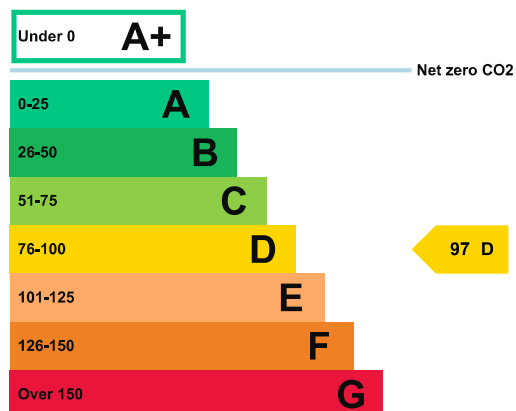 Under 0 A+
Net zero CO2
0-25 A
26-50 B
51-75 C
76-100 D
97 D
101-125 E
126-150 F
Over 150 G